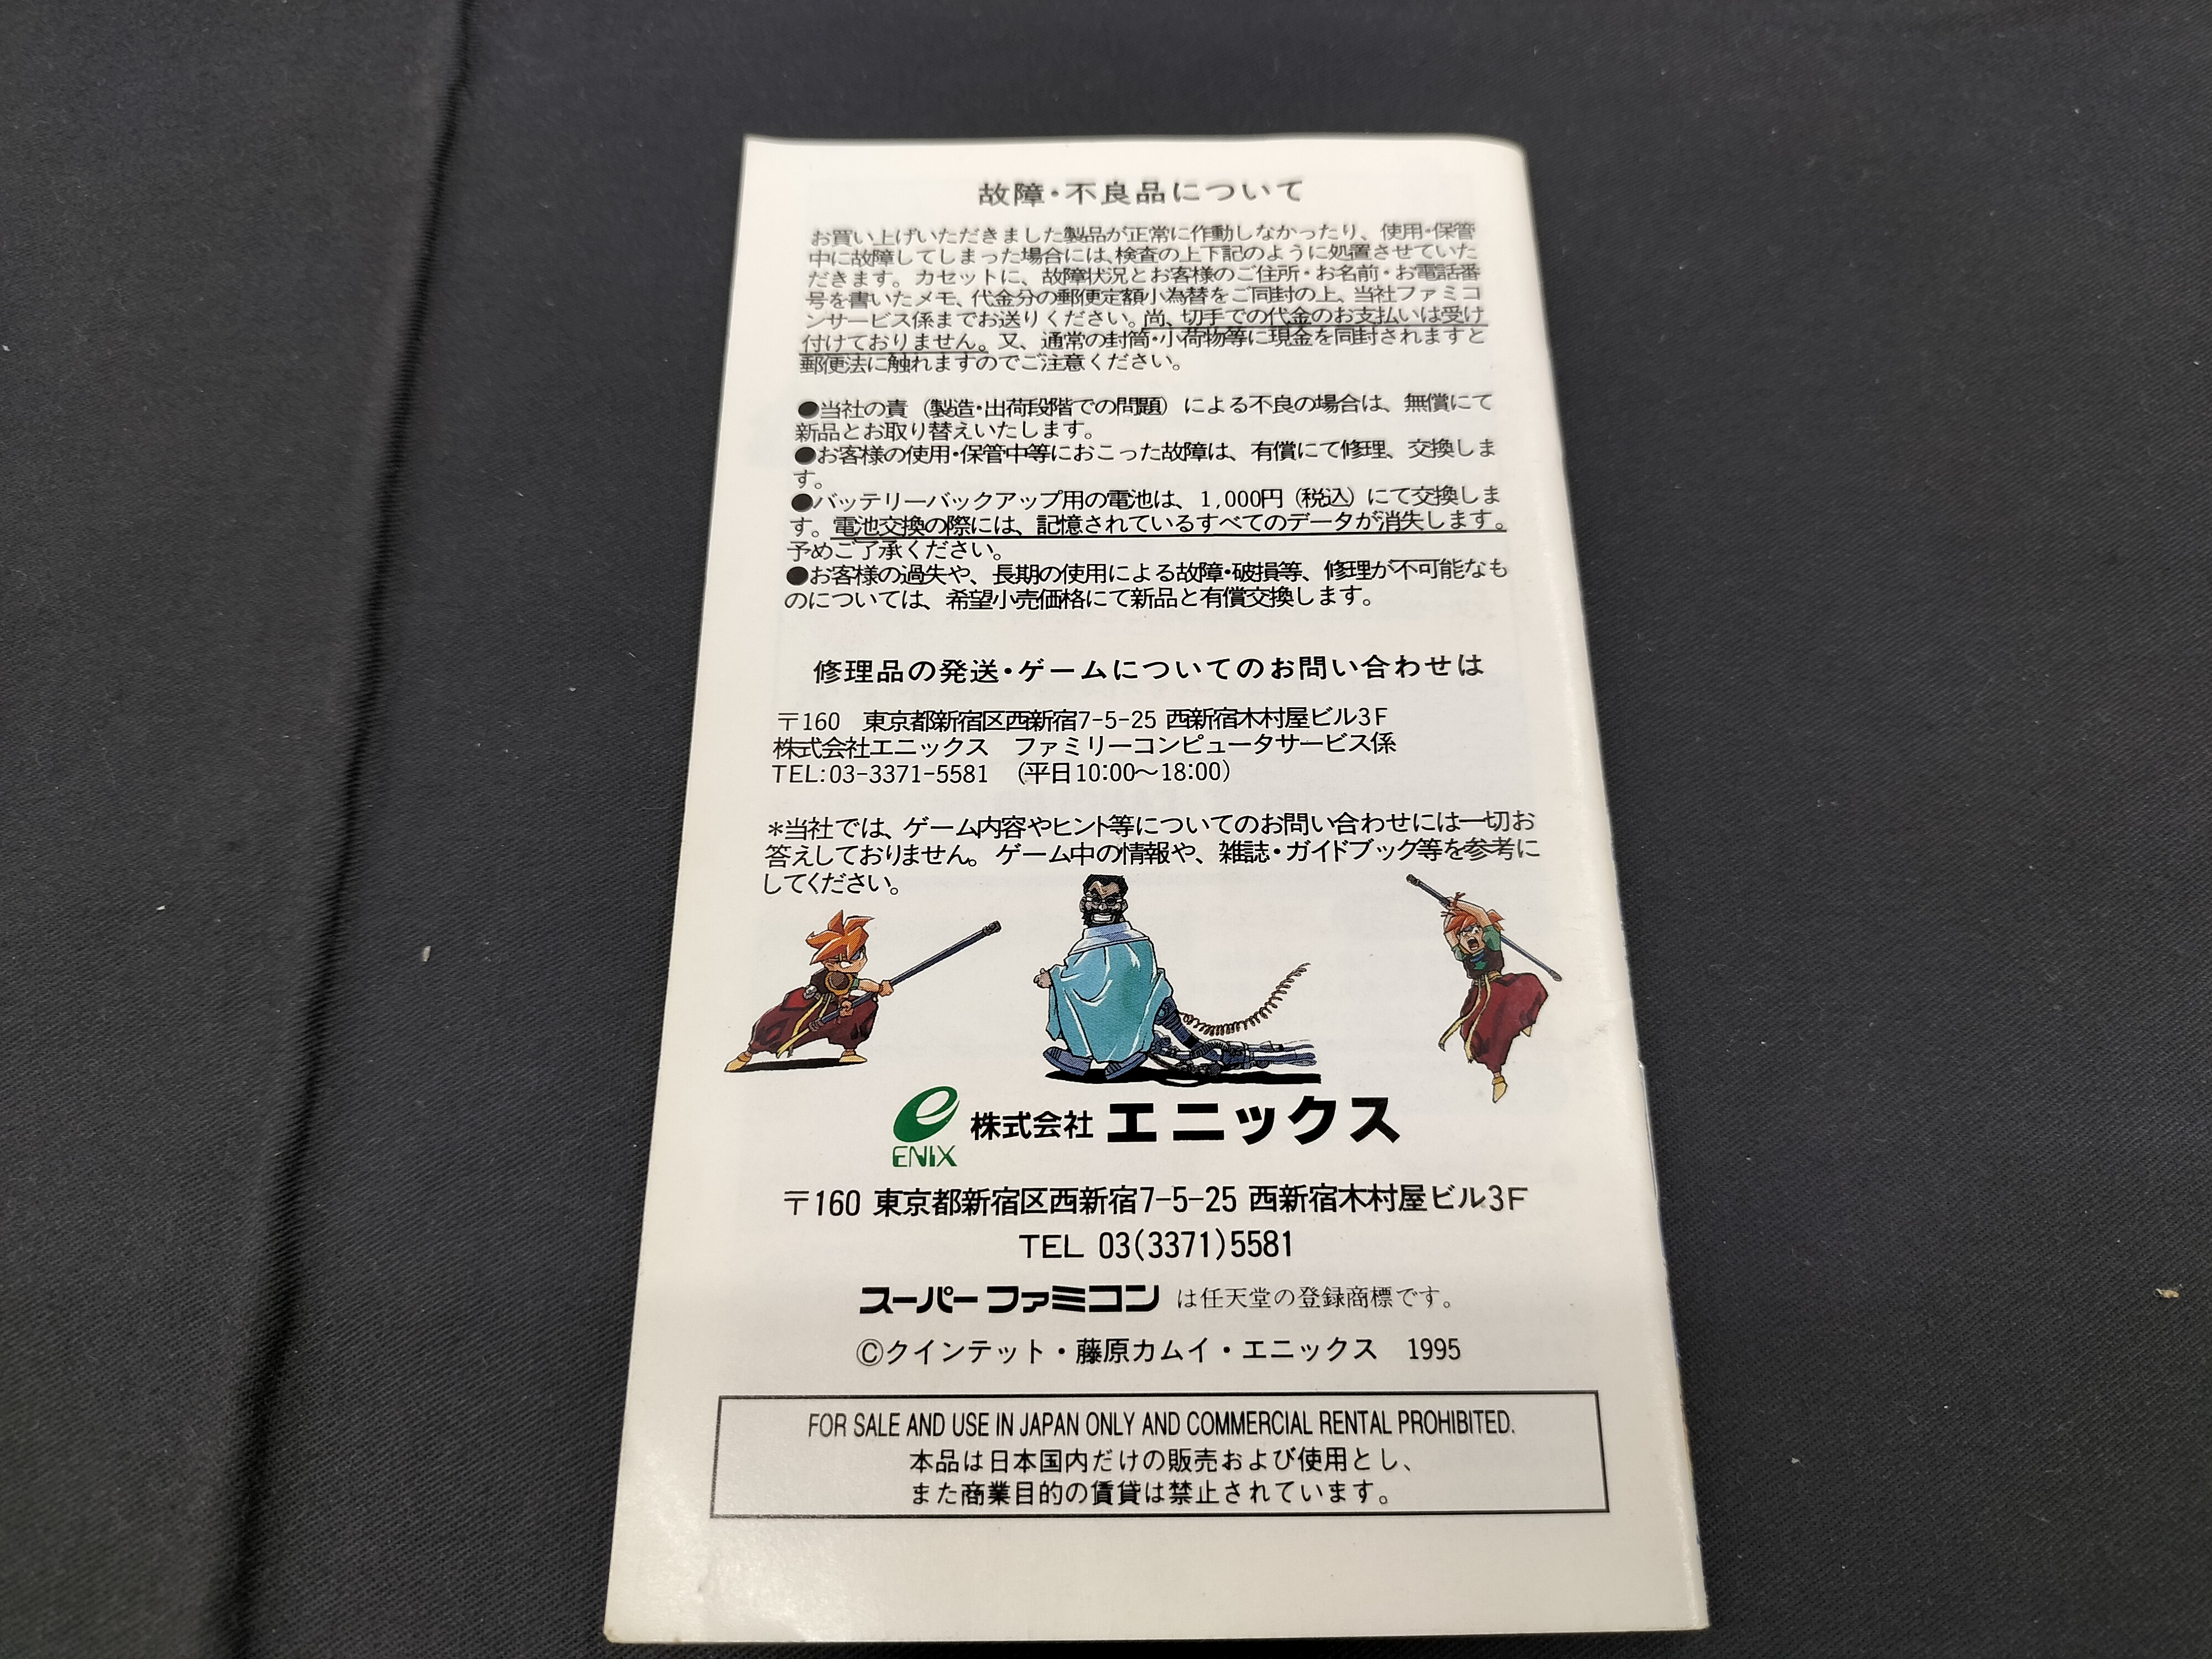 故障・不良品について
お買い上げいただきました製品が正常に作動しなかったり、使用・保管
中に故障してしまった場合には、検査の上下記のように処置させていた
だきます。カセットに、故障状況とお客様のご住所・お名前・お電話番
号を書いたメモ、代金分の郵便定額小為替をご同封の上、当社ファミコ
ンサービス係までお送りください。尚、切手での代金のお支払いは受け
付けておりません。又、通常の封筒・小荷物等に現金を同封されますと
郵便法に触れますのでご注意ください。
●当社の責（製造・出荷段階での問題）による不良の場合は、無償にて
新品とお取り替えいたします。
●お客様の使用・保管中等におこった故障は、有償にて修理、交換しま
す。
●バッテリーバックアップ用の電池は、1,000円（税込）にて交換しま
す。電池交換の際には、記憶されているすべてのデータが消失します。
予めご了承ください。
●お客様の過失や、長期の使用による故障・破損等、修理が不可能なも
のについては、希望小売価格にて新品と有償交換します。
修理品の発送・ゲームについてのお問い合わせは
〒160 東京都新宿区西新宿7-5-25 西新宿木村屋ビル3F
株式会社エニックス ファミリーコンピュータサービス係
TEL:03-3371-5581 （平日10:00～18:00）
*当社では、ゲーム内容やヒント等についてのお問い合わせには一切お
答えしておりません。ゲーム中の情報や、雑誌・ガイドブック等を参考に
してください。
ENIX 株式会社 エニックス
〒160 東京都新宿区西新宿7-5-25 西新宿木村屋ビル3F
TEL 03(3371)5581
スーパーファミコン は任天堂の登録商標です。
©クインテット・藤原カムイ・エニックス 1995
FOR SALE AND USE IN JAPAN ONLY AND COMMERCIAL RENTAL PROHIBITED.
本品は日本国内だけの販売および使用とし、
また商業目的の賃貸は禁止されています。